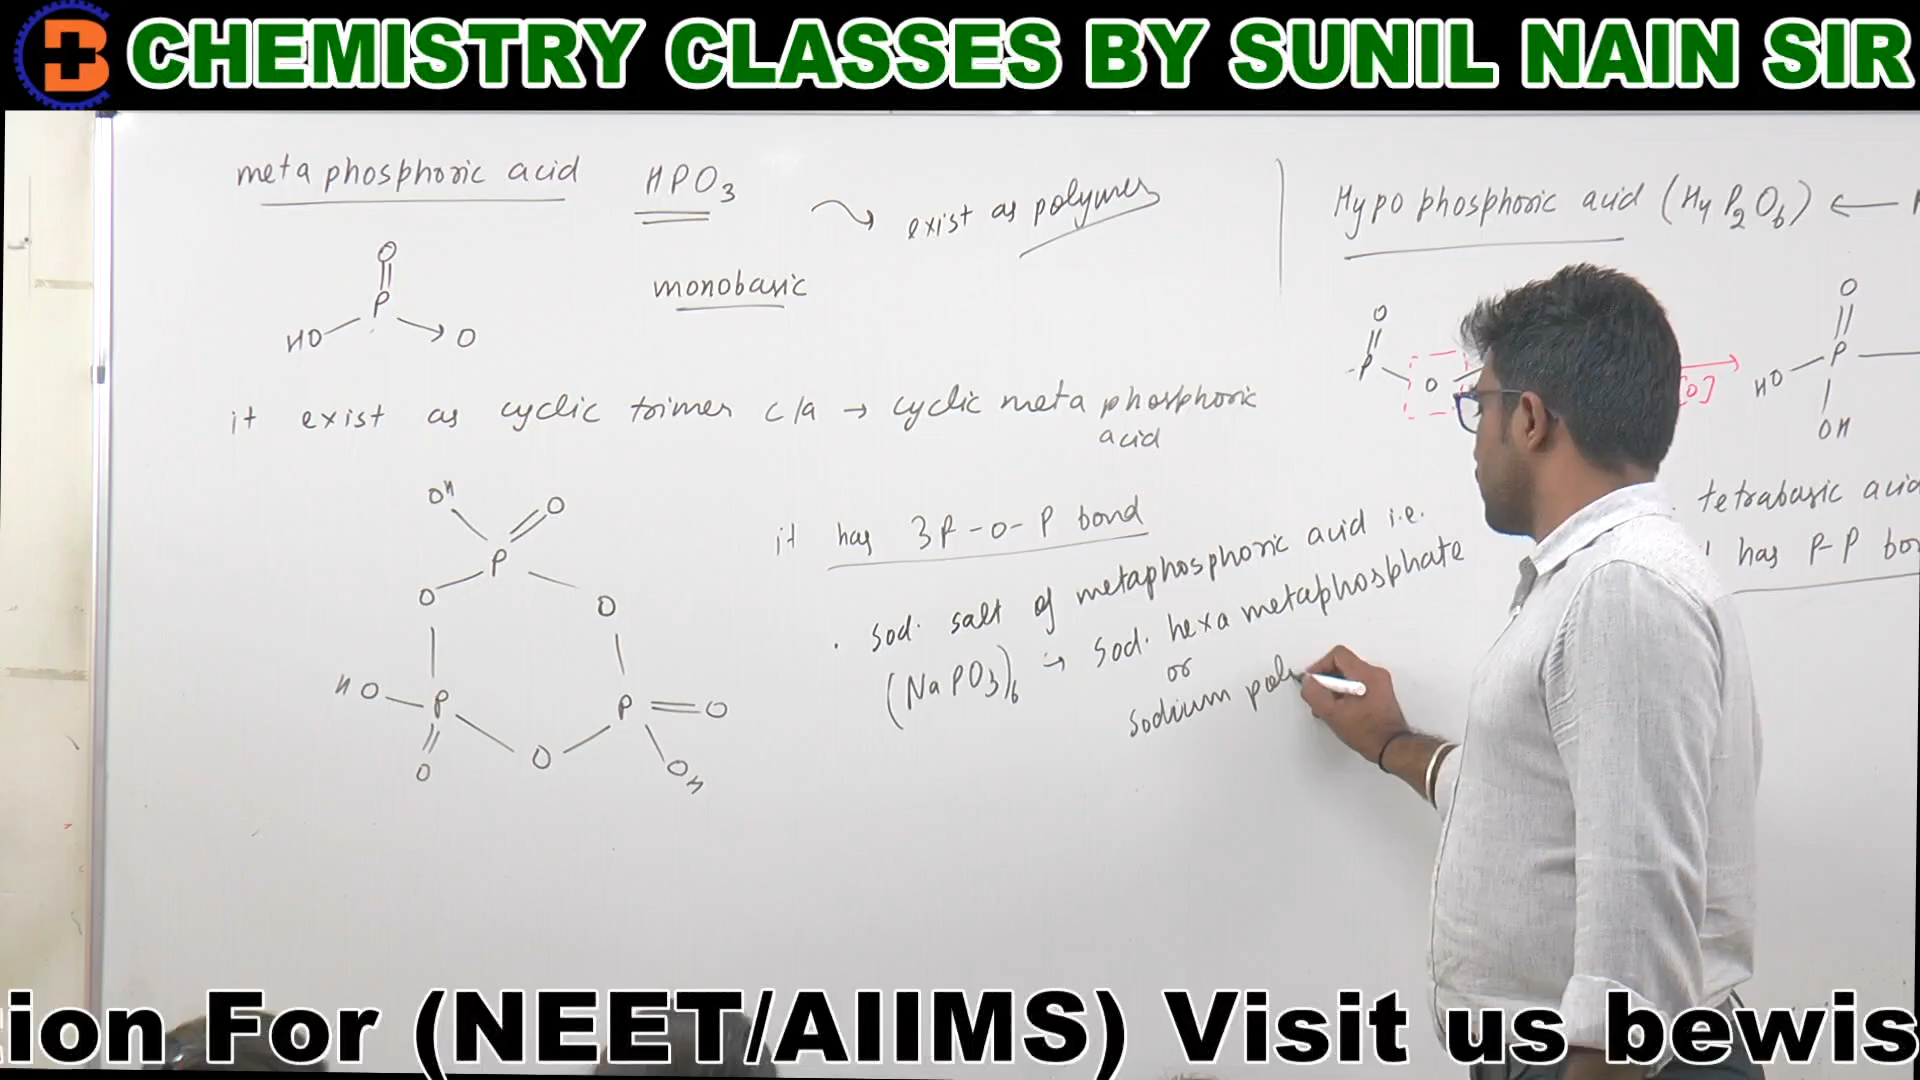 CHEMISTRY CLASSES BY SUNIL NAIN SIR
meta phosphoric acid HPO3
exist as polymer
monobasic
O
P
HO O
it exist as cyclic trimer c/a → cyclic meta phosphoric
acid
OH O
P
O O
HO P P O
O O OH
it has 3P-O-P bond
. Sod. salt of metaphosphoric acid i.e.
(NaPO3)6 → Sod. hexa metaphosphate
or
Sodium poly
Hypo phosphoric acid (H4P2O6) ←
O O
P O [O] HO P
OH
tetrabasic acid
has P-P bon
ion For (NEET/AIIMS) Visit us bewis